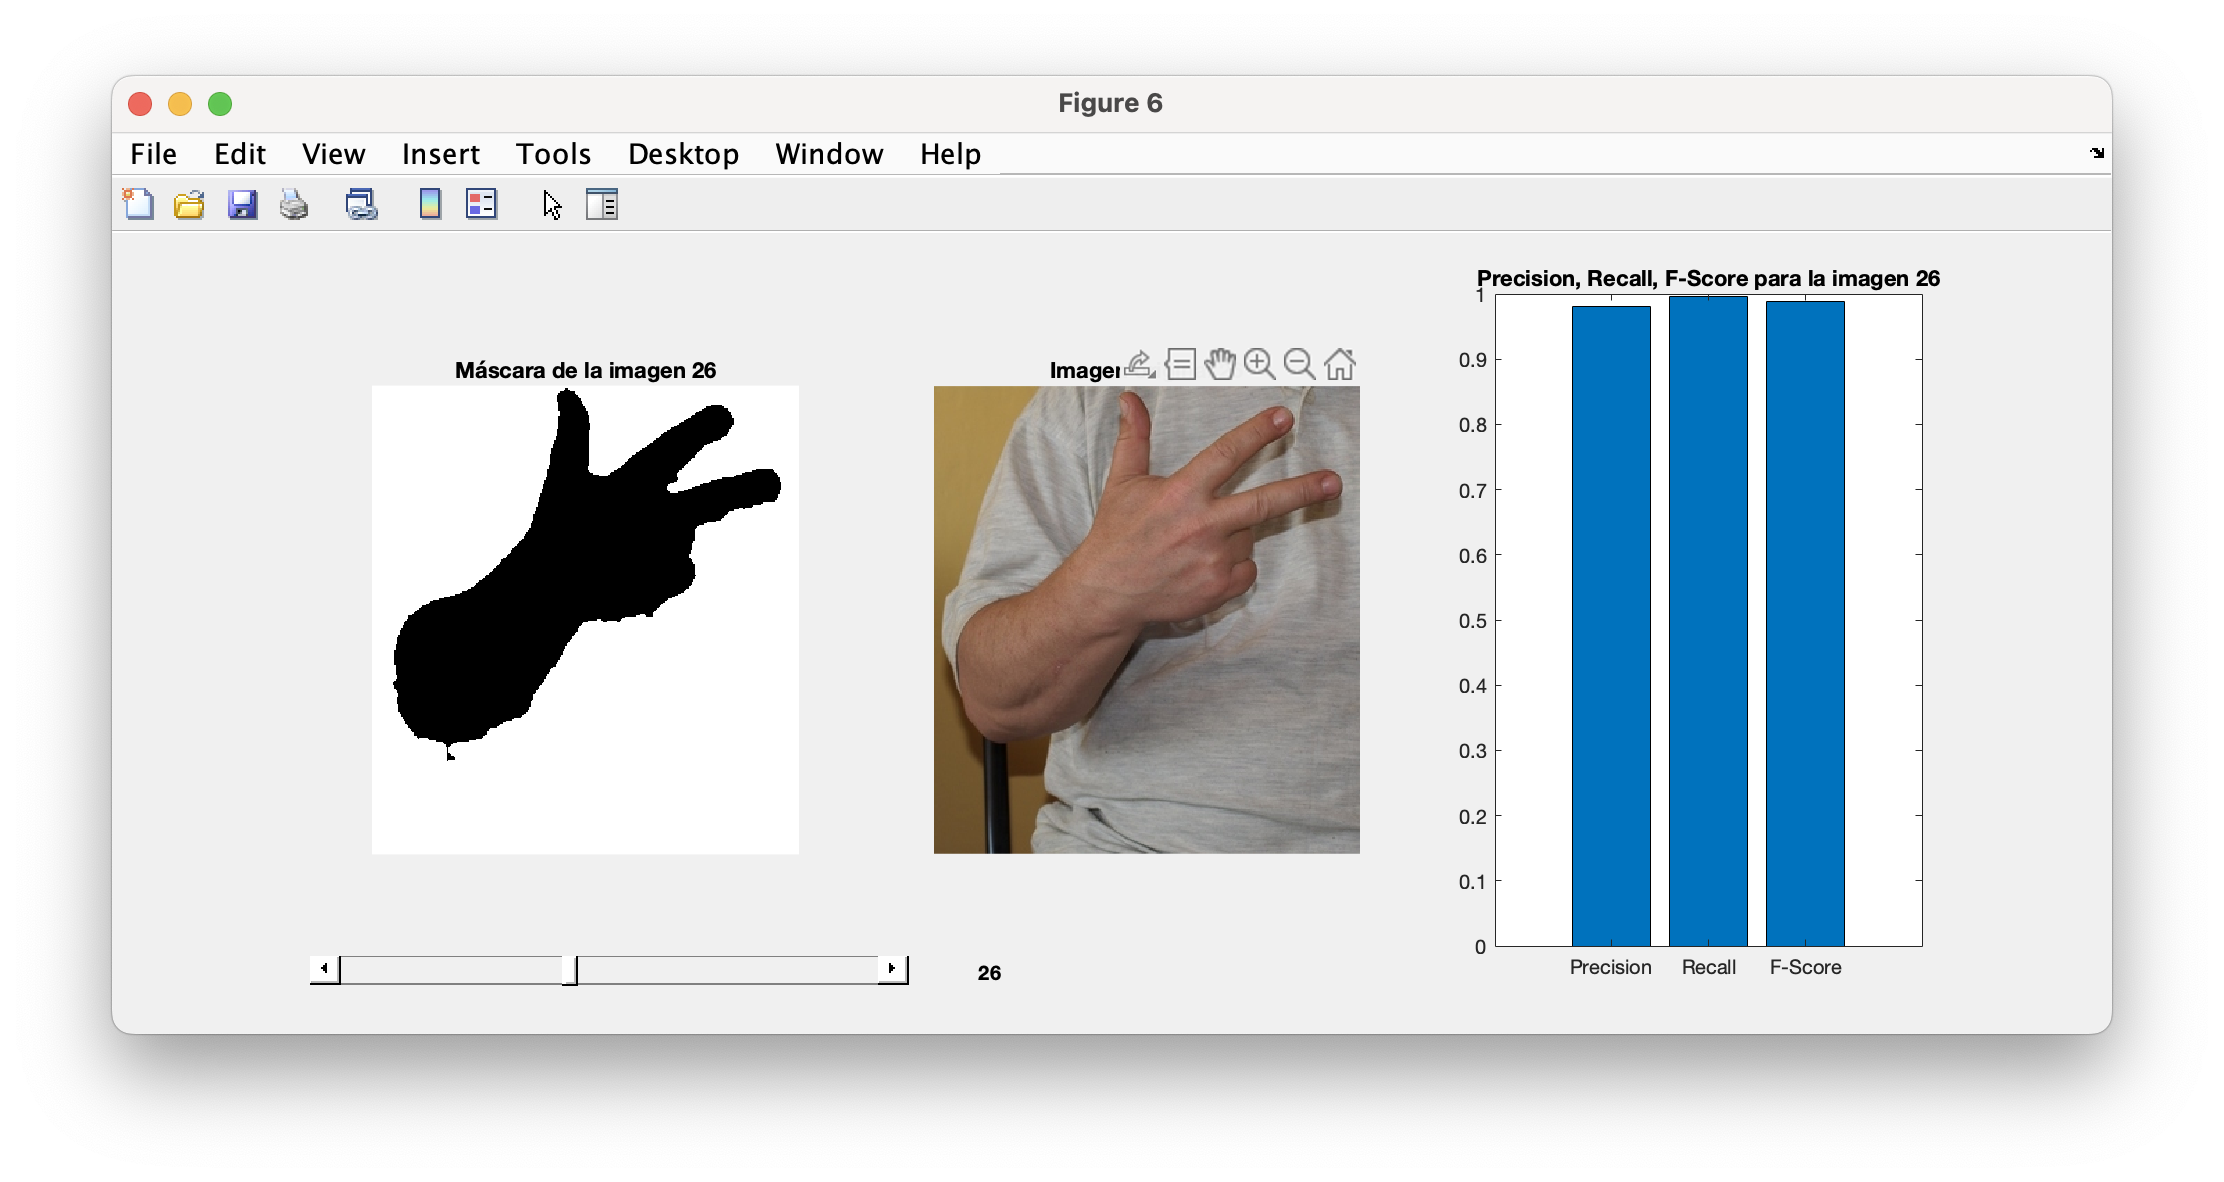 Figure 6
File Edit View Insert Tools Desktop Window Help
Precision, Recall, F-Score para la imagen 26
Máscara de la imagen 26
1
0.9
0.8
0.7
0.6
0.5
0.4
0.3
0.2
0.1
0
Precision Recall F-Score
26